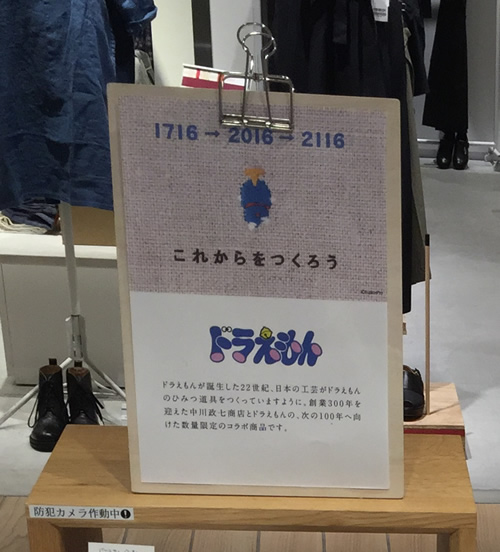 1716→2016→2116
これからをつくろう
ドラえもん
ドラえもんが誕生した22世紀、日本の工芸がドラえもん
のひみつ道具をつくっていますように。創業300年を
迎えた中川政七商店とドラえもんの、次の100年へ向
けた数量限定のコラボ商品です。
防犯カメラ作動中